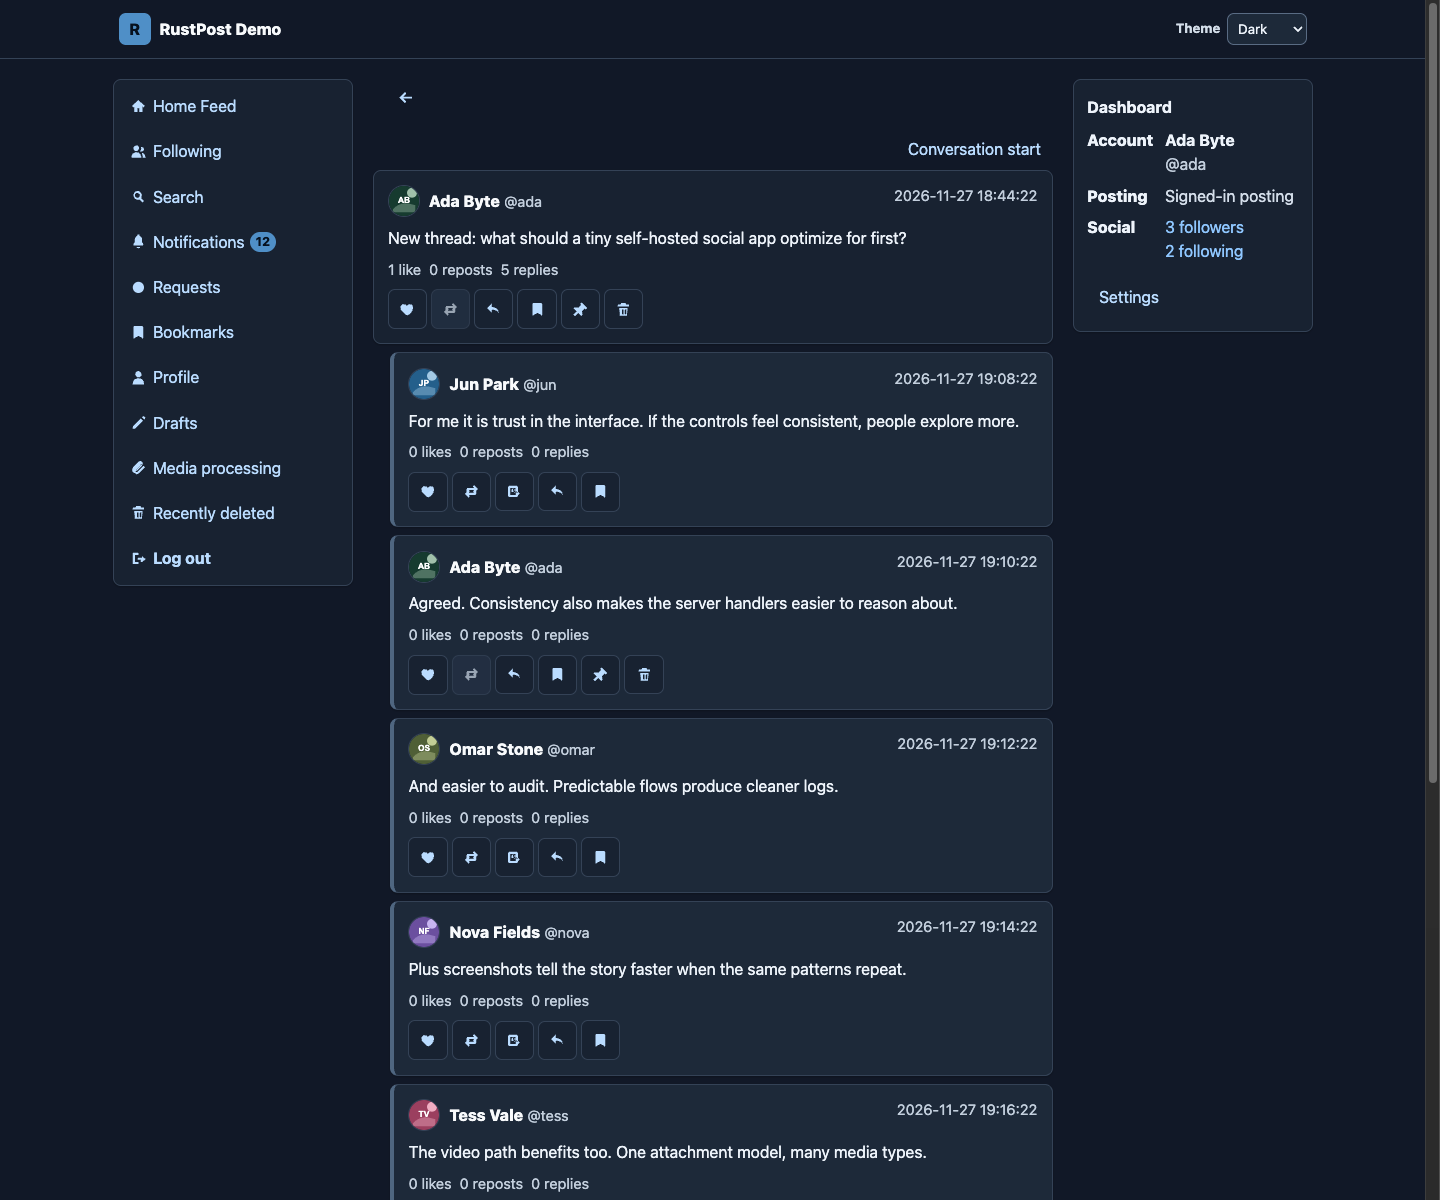 R RustPost Demo
Theme Dark
Home Feed
Following
Search
Notifications 12
Requests
Bookmarks
Profile
Drafts
Media processing
Recently deleted
Log out
Conversation start
AB Ada Byte @ada 2026-11-27 18:44:22
New thread: what should a tiny self-hosted social app optimize for first?
1 like 0 reposts 5 replies
JP Jun Park @jun 2026-11-27 19:08:22
For me it is trust in the interface. If the controls feel consistent, people explore more.
0 likes 0 reposts 0 replies
AB Ada Byte @ada 2026-11-27 19:10:22
Agreed. Consistency also makes the server handlers easier to reason about.
0 likes 0 reposts 0 replies
OS Omar Stone @omar 2026-11-27 19:12:22
And easier to audit. Predictable flows produce cleaner logs.
0 likes 0 reposts 0 replies
NF Nova Fields @nova 2026-11-27 19:14:22
Plus screenshots tell the story faster when the same patterns repeat.
0 likes 0 reposts 0 replies
TV Tess Vale @tess 2026-11-27 19:16:22
The video path benefits too. One attachment model, many media types.
0 likes 0 reposts 0 replies
Dashboard
Account Ada Byte
@ada
Posting Signed-in posting
Social 3 followers
2 following
Settings